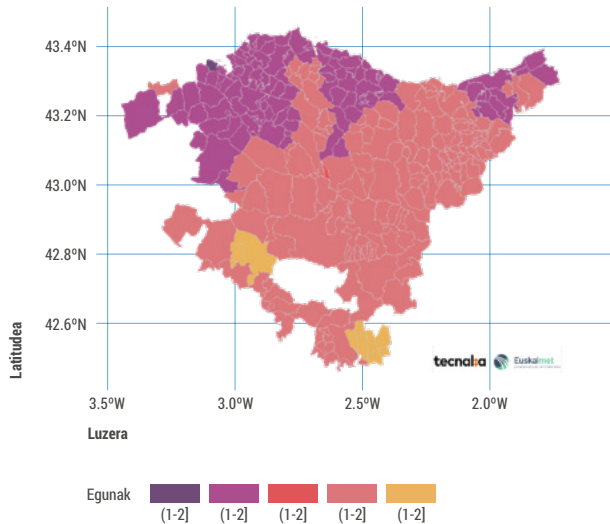 43.4ºN
43.2ºN
43.0ºN
42.8ºN
42.6ºN
Latitudea
tecnalia Euskalmet
3.5ºW 3.0ºW 2.5ºW 2.0ºW
Luzera
Egunak
(1-2] (1-2] (1-2] (1-2] (1-2]